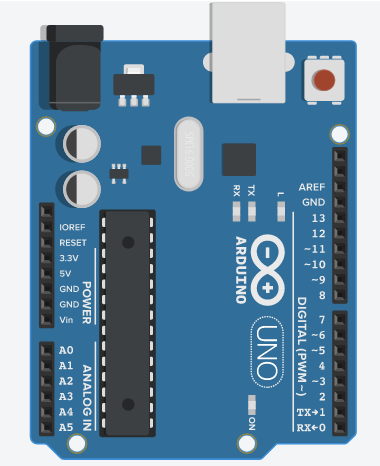 AREF
GND
13
12
~11
~10
~9
8
7
~6
~5
4
~3
2
TX→1
RX←0
DIGITAL (PWM~)
RX
TX
L
ARDUINO
UNO
ON
IOREF
RESET
3.3V
5V
GND
GND
Vin
POWER
A0
A1
A2
A3
A4
A5
ANALOG IN